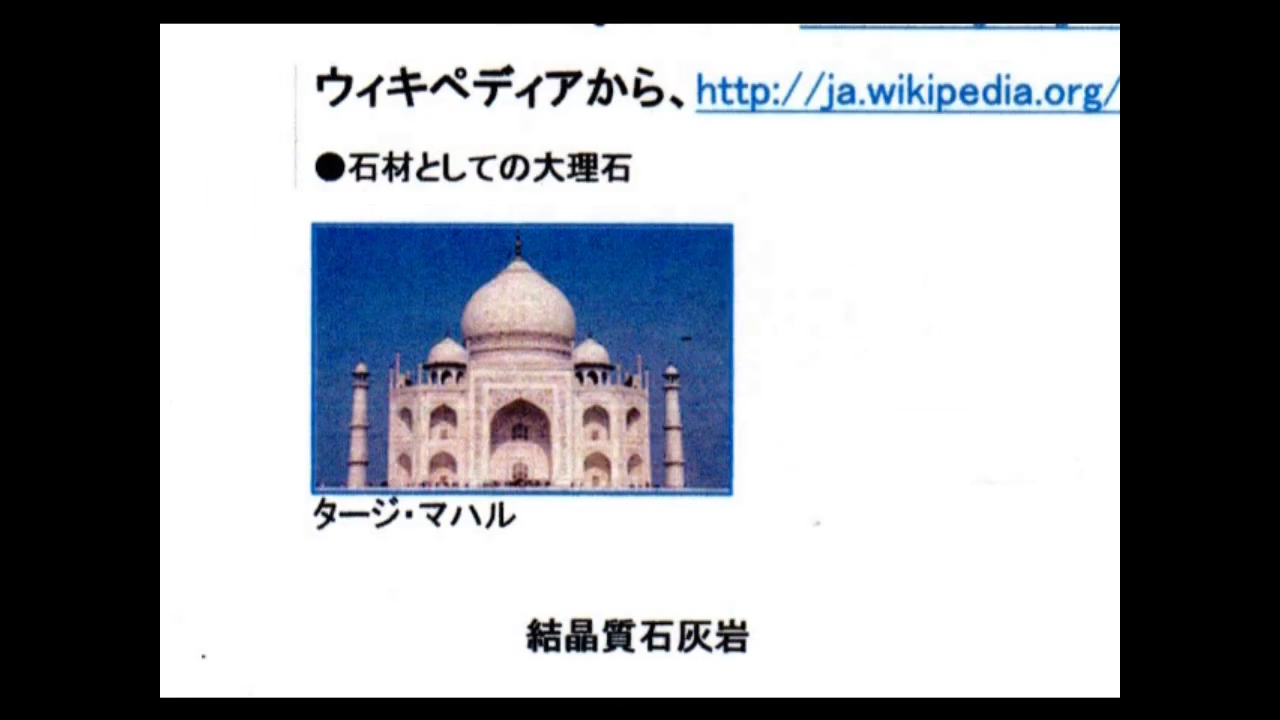 ウィキペディアから、http://ja.wikipedia.org/
●石材としての大理石
タージ・マハル
結晶質石灰岩